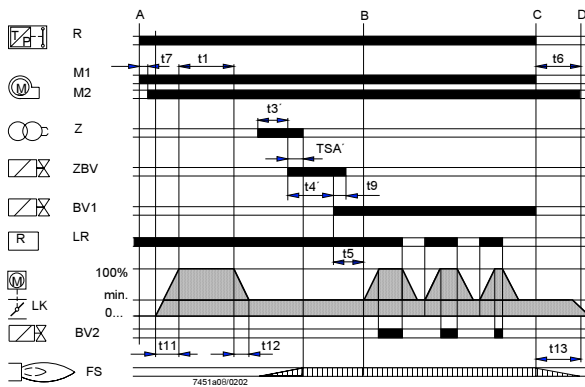 A B C D
T P R
t7 t1 t6
M M1
M2
t3´
Z
TSA´
ZBV
t4´ t9
BV1
R LR
t5
100%
M
min.
LK
0...
BV2
t11 t12 t13
FS
7451a08/0202